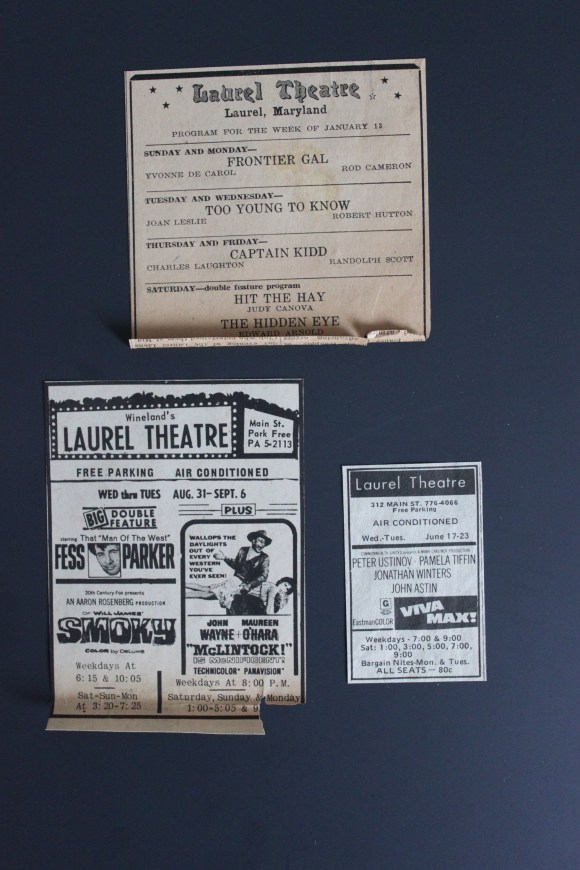 Laurel Theatre
Laurel, Maryland
PROGRAM FOR THE WEEK OF JANUARY 13
SUNDAY AND MONDAY—
FRONTIER GAL
YVONNE DE CAROL ROD CAMERON
TUESDAY AND WEDNESDAY—
TOO YOUNG TO KNOW
JOAN LESLIE ROBERT HUTTON
THURSDAY AND FRIDAY—
CAPTAIN KIDD
CHARLES LAUGHTON RANDOLPH SCOTT
SATURDAY—double feature program
HIT THE HAY
JUDY CANOVA
THE HIDDEN EYE
EDWARD ARNOLD
Wineland's
LAUREL THEATRE
Main St.
Park Free
PA 5-2113
FREE PARKING AIR CONDITIONED
WED thru TUES AUG. 31-SEPT. 6
BIG DOUBLE FEATURE
PLUS
starring That "Man Of The West"
FESS PARKER
20th Century-Fox presents
AN AARON ROSENBERG PRODUCTION
OF WILL JAMES'
SMOKY
COLOR by DELUXE
Weekdays At
6:15 & 10:05
Sat-Sun-Mon
At 3:20-7:25
WALLOPS THE
DAYLIGHTS
OUT OF
EVERY
WESTERN
YOU'VE
EVER SEEN!
JOHN MAUREEN
WAYNE + O'HARA
"McLINTOCK!"
IS McNIFICENT!
TECHNICOLOR® PANAVISION®
Weekdays At 8:00 P.M.
Saturday, Sunday & Monday
1:00-5:05 & 9
Laurel Theatre
312 MAIN ST. 776-4066
Free Parking
AIR CONDITIONED
Wed.-Tues. June 17-23
PETER USTINOV · PAMELA TIFFIN
JONATHAN WINTERS
JOHN ASTIN
G
EastmanCOLOR
VIVA
MAX!
Weekdays - 7:00 & 9:00
Sat: 1:00, 3:00, 5:00, 7:00,
9:00
Bargain Nites-Mon. & Tues.
ALL SEATS — 80c